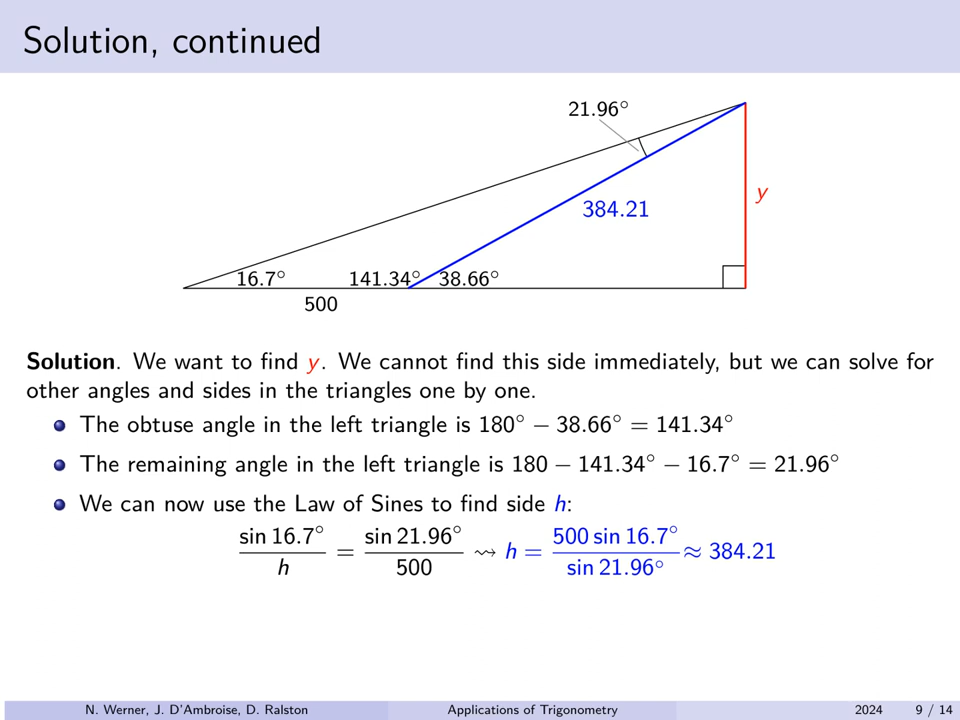 Solution, continued
21.96°
y
384.21
16.7° 141.34° 38.66°
500
Solution. We want to find y. We cannot find this side immediately, but we can solve for
other angles and sides in the triangles one by one.
The obtuse angle in the left triangle is 180° − 38.66° = 141.34°
The remaining angle in the left triangle is 180 − 141.34° − 16.7° = 21.96°
We can now use the Law of Sines to find side h:
sin 16.7° / h = sin 21.96° / 500 ⇝ h = 500 sin 16.7° / sin 21.96° ≈ 384.21
N. Werner, J. D'Ambroise, D. Ralston Applications of Trigonometry 2024 9 / 14